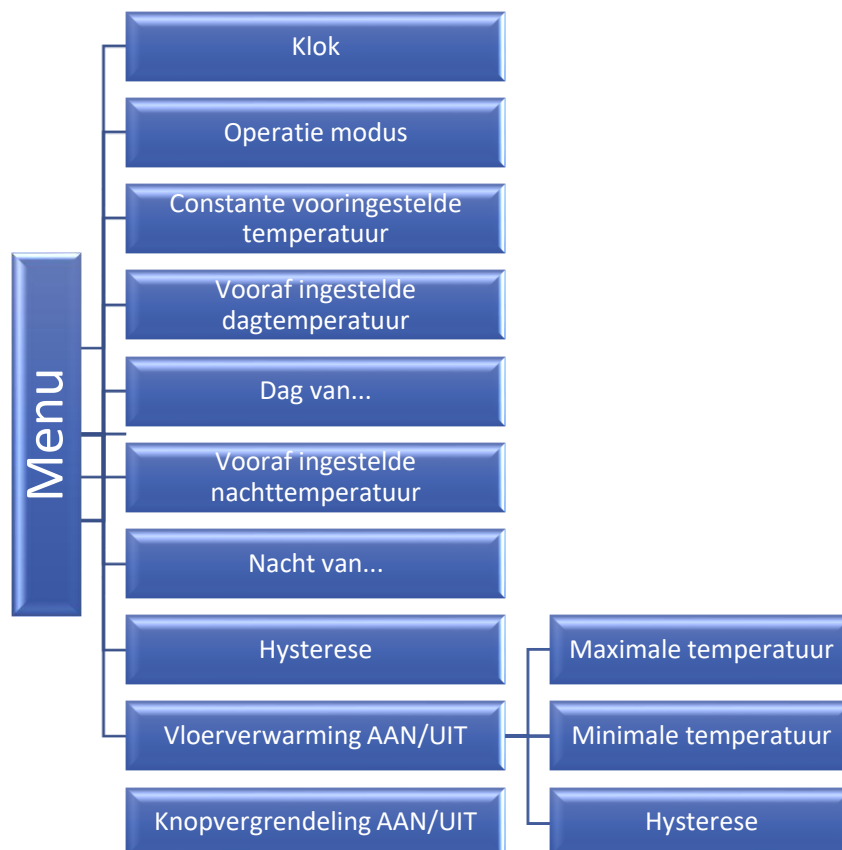 Menu
Klok
Operatie modus
Constante vooringestelde
temperatuur
Vooraf ingestelde
dagtemperatuur
Dag van...
Vooraf ingestelde
nachttemperatuur
Nacht van...
Hysterese
Vloerverwarming AAN/UIT
Maximale temperatuur
Minimale temperatuur
Hysterese
Knopvergrendeling AAN/UIT